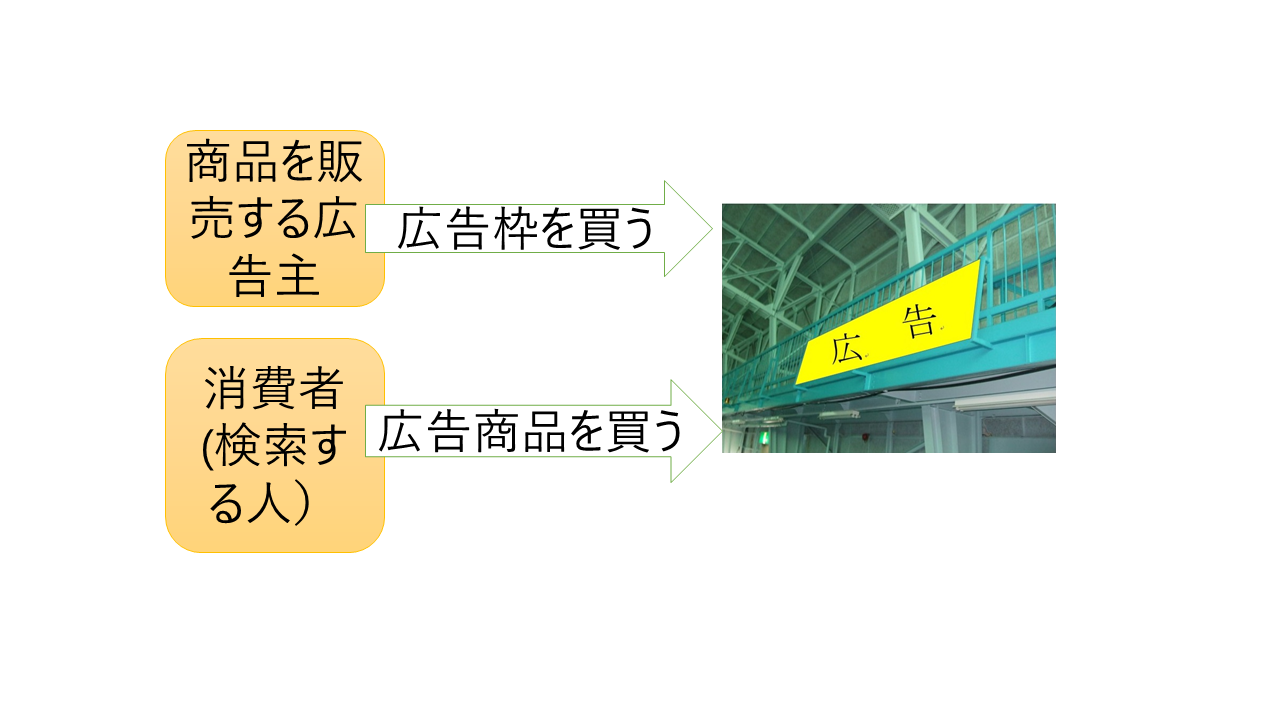 商品を販
売する広
告主
広告枠を買う
広告
消費者
(検索す
る人）
広告商品を買う